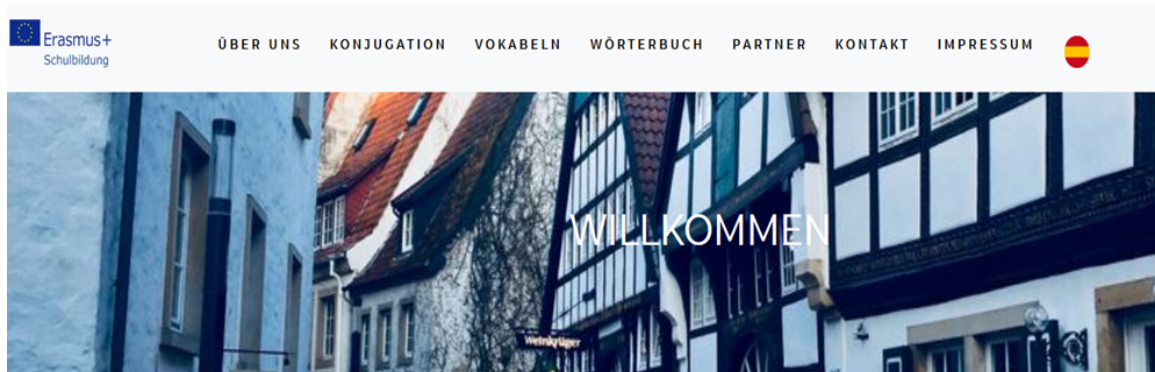 Erasmus+
Schulbildung
ÜBER UNS KONJUGATION VOKABELN WÖRTERBUCH PARTNER KONTAKT IMPRESSUM
WILLKOMMEN
Weinkrüger